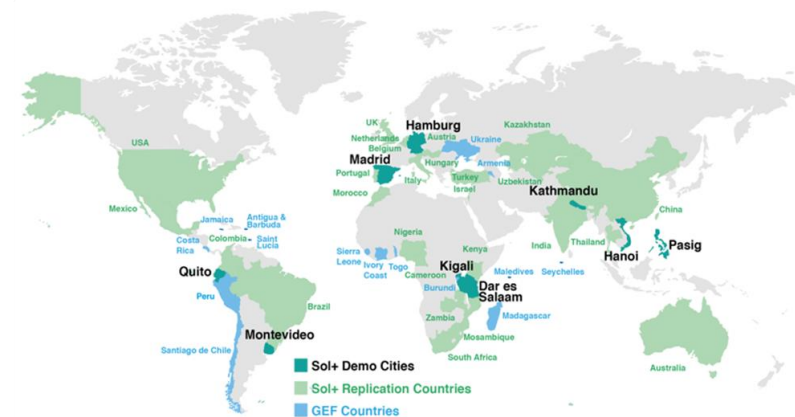 Hamburg
UK
Netherlands
Belgium
Austria
Ukraine
Kazakhstan
USA
Madrid
Hungary
Armenia
Portugal
Italy
Turkey
Uzbekistan
Israel
Morocco
Kathmandu
Mexico
Jamaica
Antigua &
Barbuda
China
Costa
Rica
Colombia
Saint
Lucia
Nigeria
Kenya
India
Thailand
Pasig
Hanoi
Sierra
Leone
Ivory
Coast
Togo
Cameroon
Kigali
Maldives
Seychelles
Quito
Burundi
Dar es
Salaam
Peru
Brazil
Zambia
Madagascar
Mozambique
Montevideo
Santiago de Chile
South Africa
Australia
Sol+ Demo Cities
Sol+ Replication Countries
GEF Countries